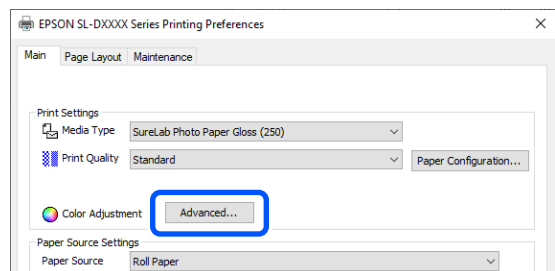 EPSON SL-DXXXX Series Printing Preferences
Main Page Layout Maintenance
Print Settings
Media Type SureLab Photo Paper Gloss (250)
Print Quality Standard Paper Configuration...
Color Adjustment Advanced...
Paper Source Settings
Paper Source Roll Paper